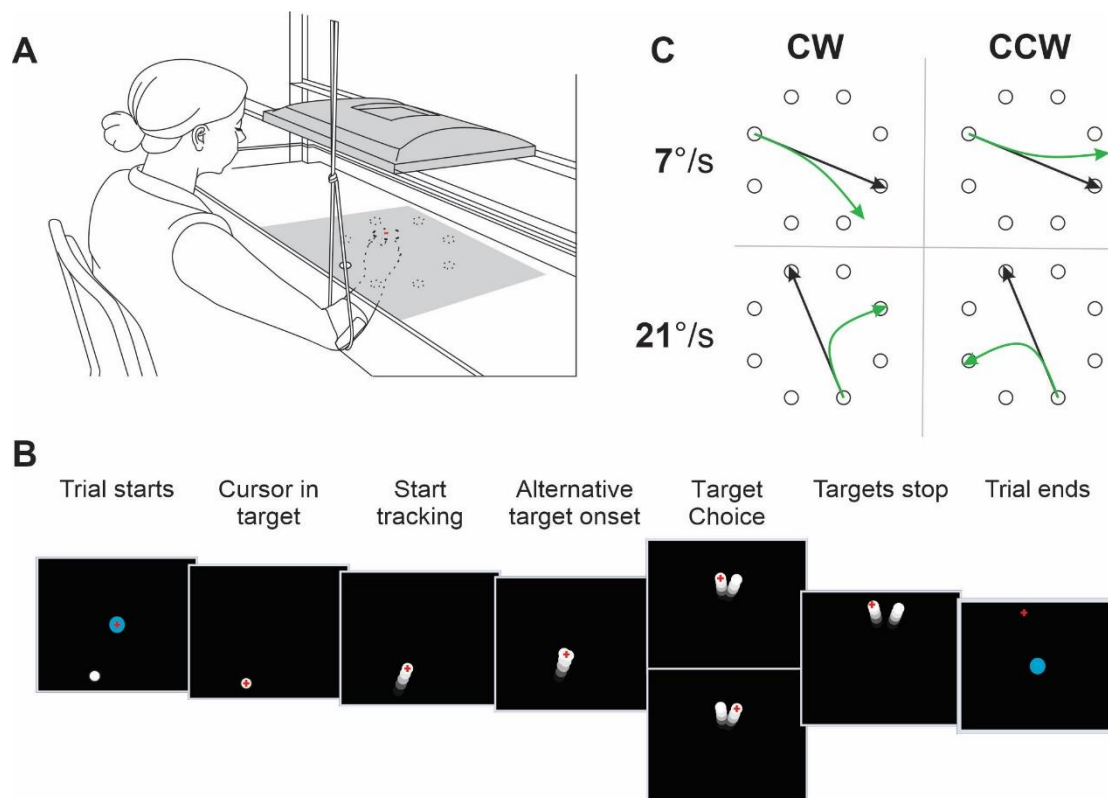 A
C
CW
CCW
7°/s
21°/s
B
Trial starts
Cursor in
target
Start
tracking
Alternative
target onset
Target
Choice
Targets stop
Trial ends